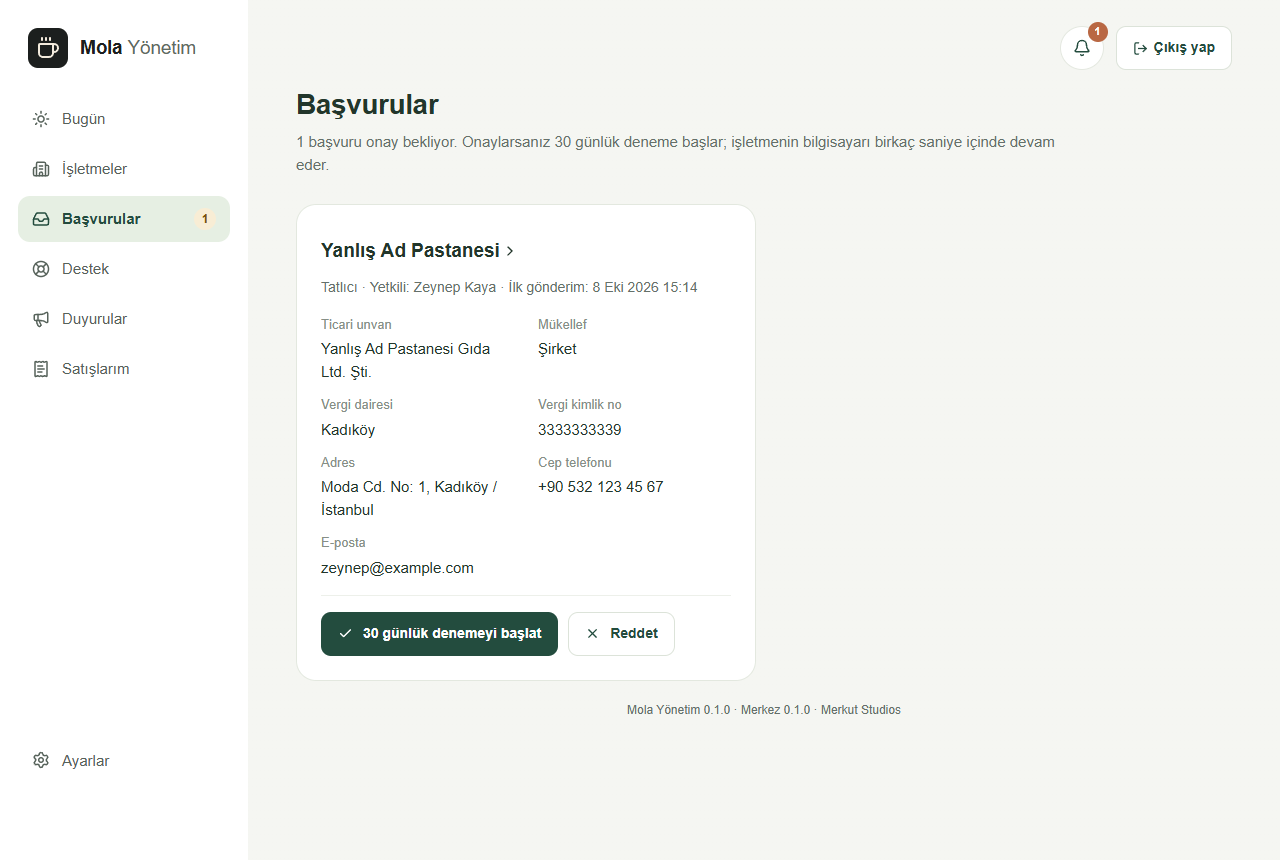 Mola Yönetim
Bugün
İşletmeler
Başvurular 1
Destek
Duyurular
Satışlarım
Ayarlar
1
Çıkış yap
Başvurular
1 başvuru onay bekliyor. Onaylarsanız 30 günlük deneme başlar; işletmenin bilgisayarı birkaç saniye içinde devam
eder.
Yanlış Ad Pastanesi
Tatlıcı · Yetkili: Zeynep Kaya · İlk gönderim: 8 Eki 2026 15:14
Ticari unvan
Yanlış Ad Pastanesi Gıda
Ltd. Şti.
Mükellef
Şirket
Vergi dairesi
Kadıköy
Vergi kimlik no
3333333339
Adres
Moda Cd. No: 1, Kadıköy /
İstanbul
Cep telefonu
+90 532 123 45 67
E-posta
zeynep@example.com
30 günlük denemeyi başlat
Reddet
Mola Yönetim 0.1.0 · Merkez 0.1.0 · Merkut Studios